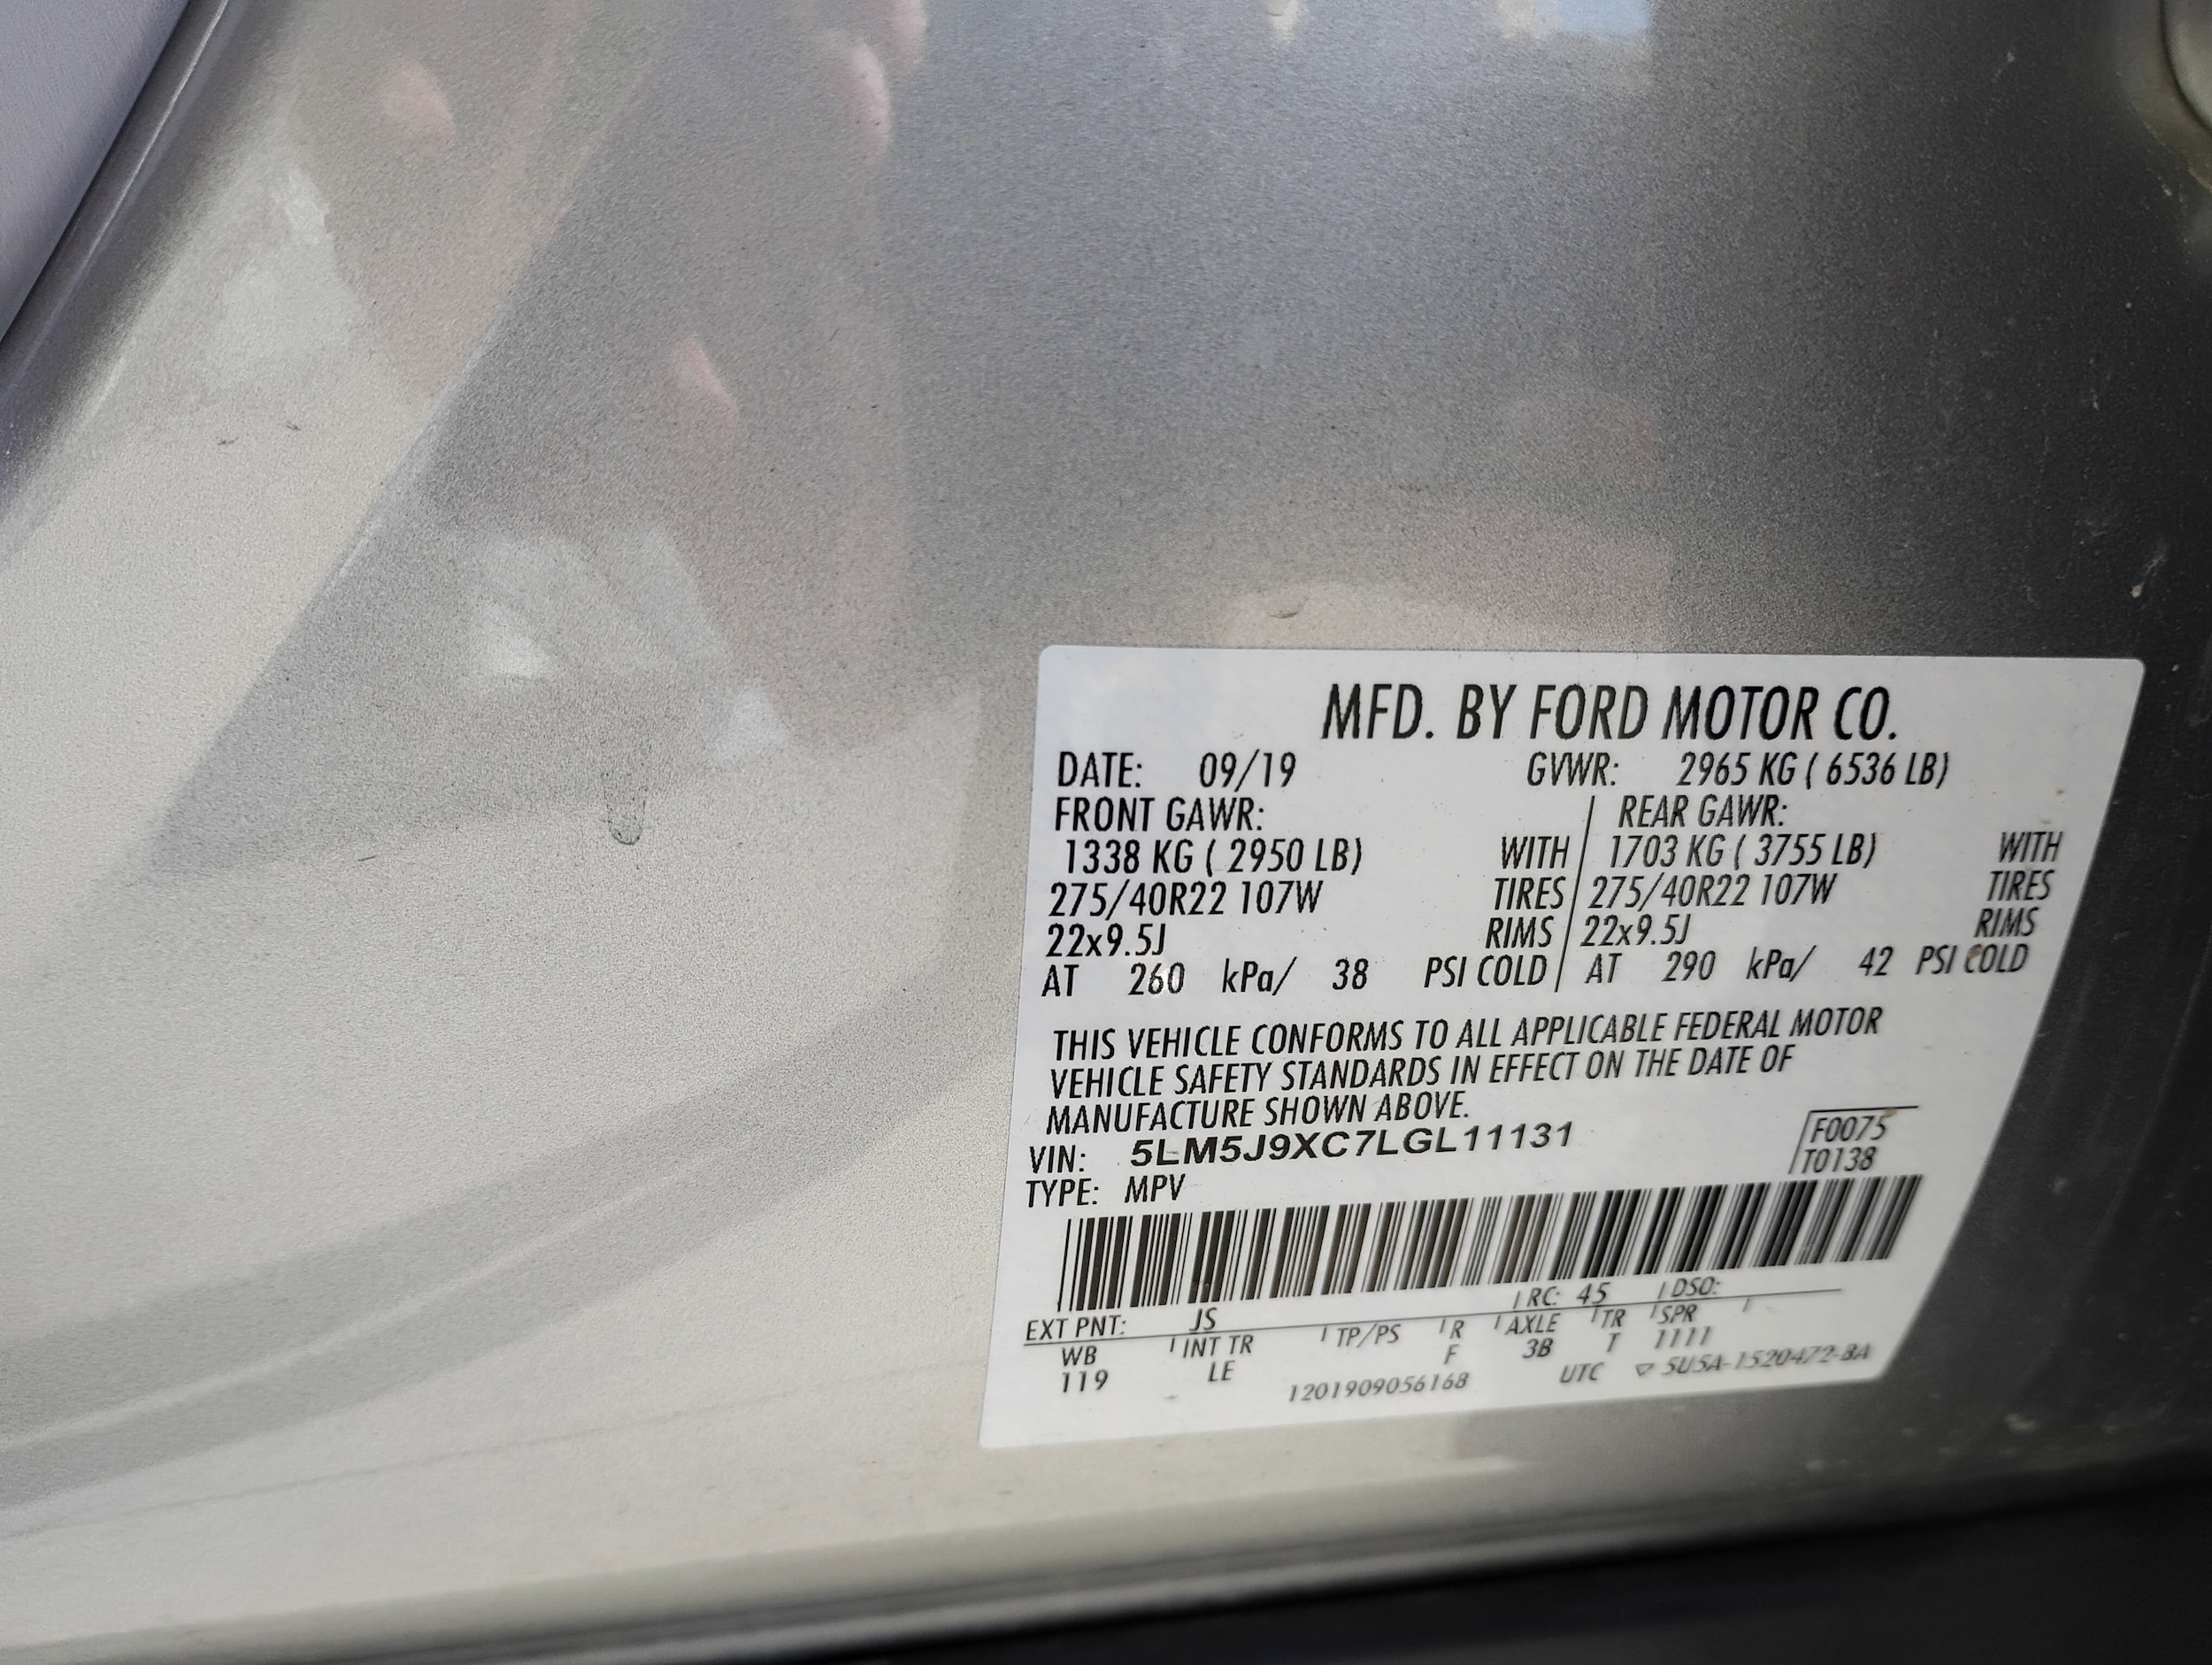 MFD. BY FORD MOTOR CO.
DATE: 09/19 GVWR: 2965 KG ( 6536 LB)
FRONT GAWR: REAR GAWR:
1338 KG ( 2950 LB) WITH 1703 KG ( 3755 LB) WITH
275/40R22 107W TIRES 275/40R22 107W TIRES
22x9.5J RIMS 22x9.5J RIMS
AT 260 kPa/ 38 PSI COLD AT 290 kPa/ 42 PSI COLD
THIS VEHICLE CONFORMS TO ALL APPLICABLE FEDERAL MOTOR
VEHICLE SAFETY STANDARDS IN EFFECT ON THE DATE OF
MANUFACTURE SHOWN ABOVE.
F0075
VIN: 5LM5J9XC7LGL11131
T0138
TYPE: MPV
EXT PNT: JS RC: 45 DSO:
WB INT TR TP/PS R AXLE TR SPR
119 LE F 3B T 1111
1201909056168 UTC ▽ 5U5A-1520472-BA